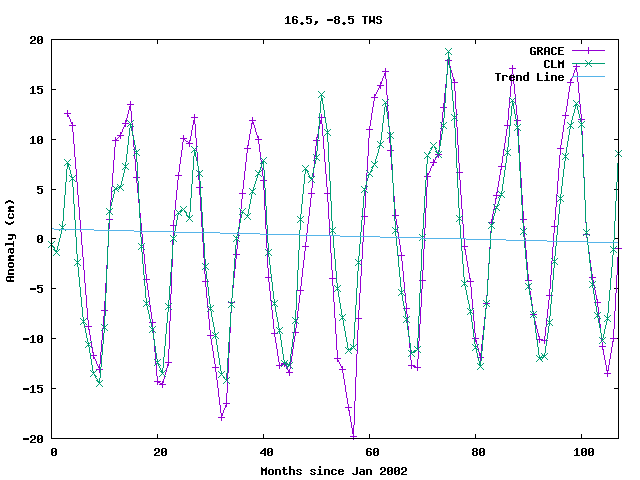 16.5, -8.5 TWS
GRACE
CLM
Trend Line
20
15
10
5
0
-5
-10
-15
-20
Anomaly (cm)
0 20 40 60 80 100
Months since Jan 2002